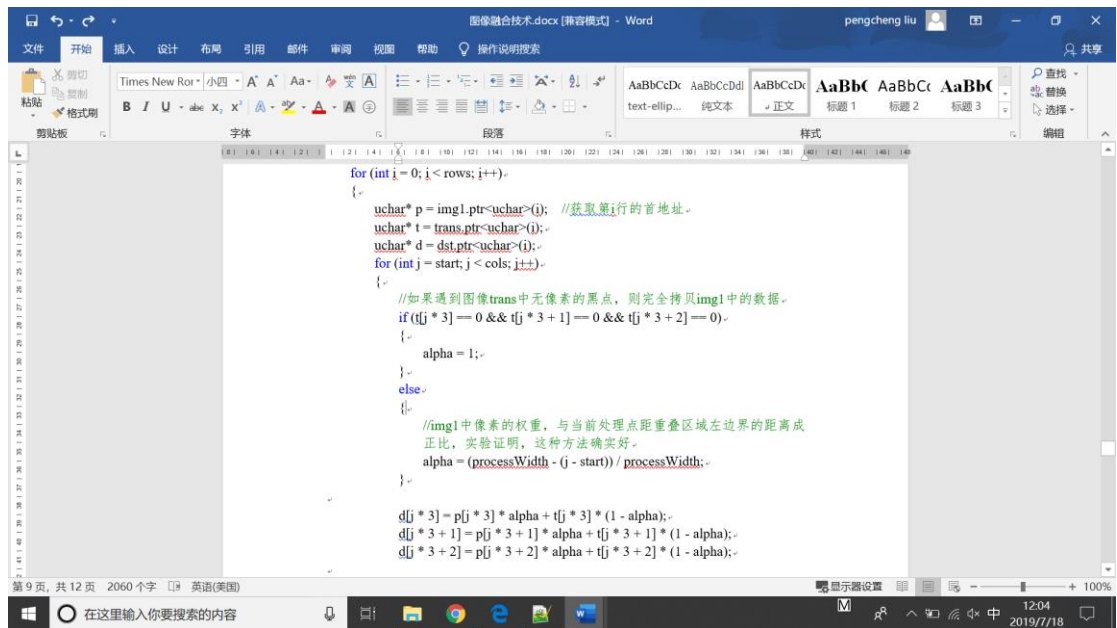 图像融合技术.docx [兼容模式] - Word
pengcheng liu
文件 开始 插入 设计 布局 引用 邮件 审阅 视图 帮助 操作说明搜索 共享
粘贴 剪切 复制 格式刷
Times New Ror 小四
AaBbCcDc AaBbCcDdl AaBbCcDc AaBb( AaBbC( AaBb(
text-ellip... 纯文本 正文 标题 1 标题 2 标题 3
查找 替换 选择
剪贴板 字体 段落 样式 编辑
for (int i = 0; i < rows; i++)
{
uchar* p = img1.ptr<uchar>(i); //获取第i行的首地址
uchar* t = trans.ptr<uchar>(i);
uchar* d = dst.ptr<uchar>(i);
for (int j = start; j < cols; j++)
{
//如果遇到图像trans中无像素的黑点，则完全拷贝img1中的数据
if (t[j * 3] == 0 && t[j * 3 + 1] == 0 && t[j * 3 + 2] == 0)
{
alpha = 1;
}
else
{
//img1中像素的权重，与当前处理点距重叠区域左边界的距离成
正比，实验证明，这种方法确实好
alpha = (processWidth - (j - start)) / processWidth;
}
d[j * 3] = p[j * 3] * alpha + t[j * 3] * (1 - alpha);
d[j * 3 + 1] = p[j * 3 + 1] * alpha + t[j * 3 + 1] * (1 - alpha);
d[j * 3 + 2] = p[j * 3 + 2] * alpha + t[j * 3 + 2] * (1 - alpha);
第 9 页，共 12 页 2060 个字 英语(美国) 显示器设置 100%
在这里输入你要搜索的内容
中 12:04
2019/7/18